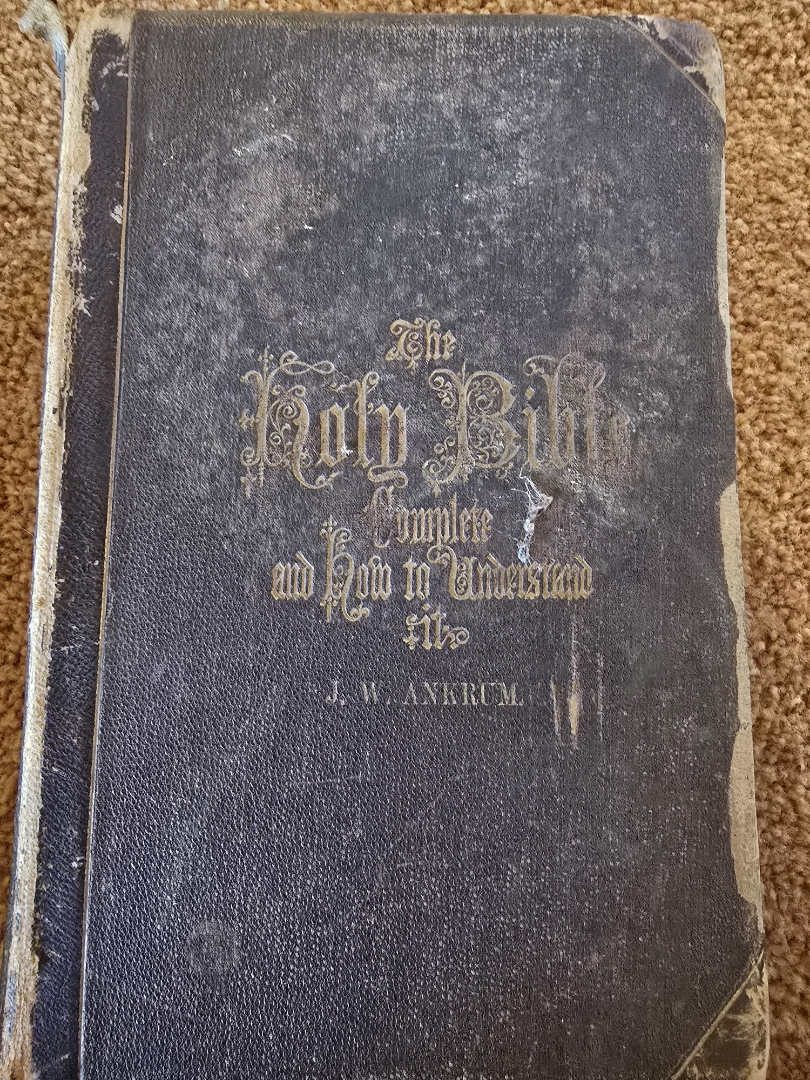 The
Holy Bible
Complete
and How to Understand
it.
J. W. ANKRUM.